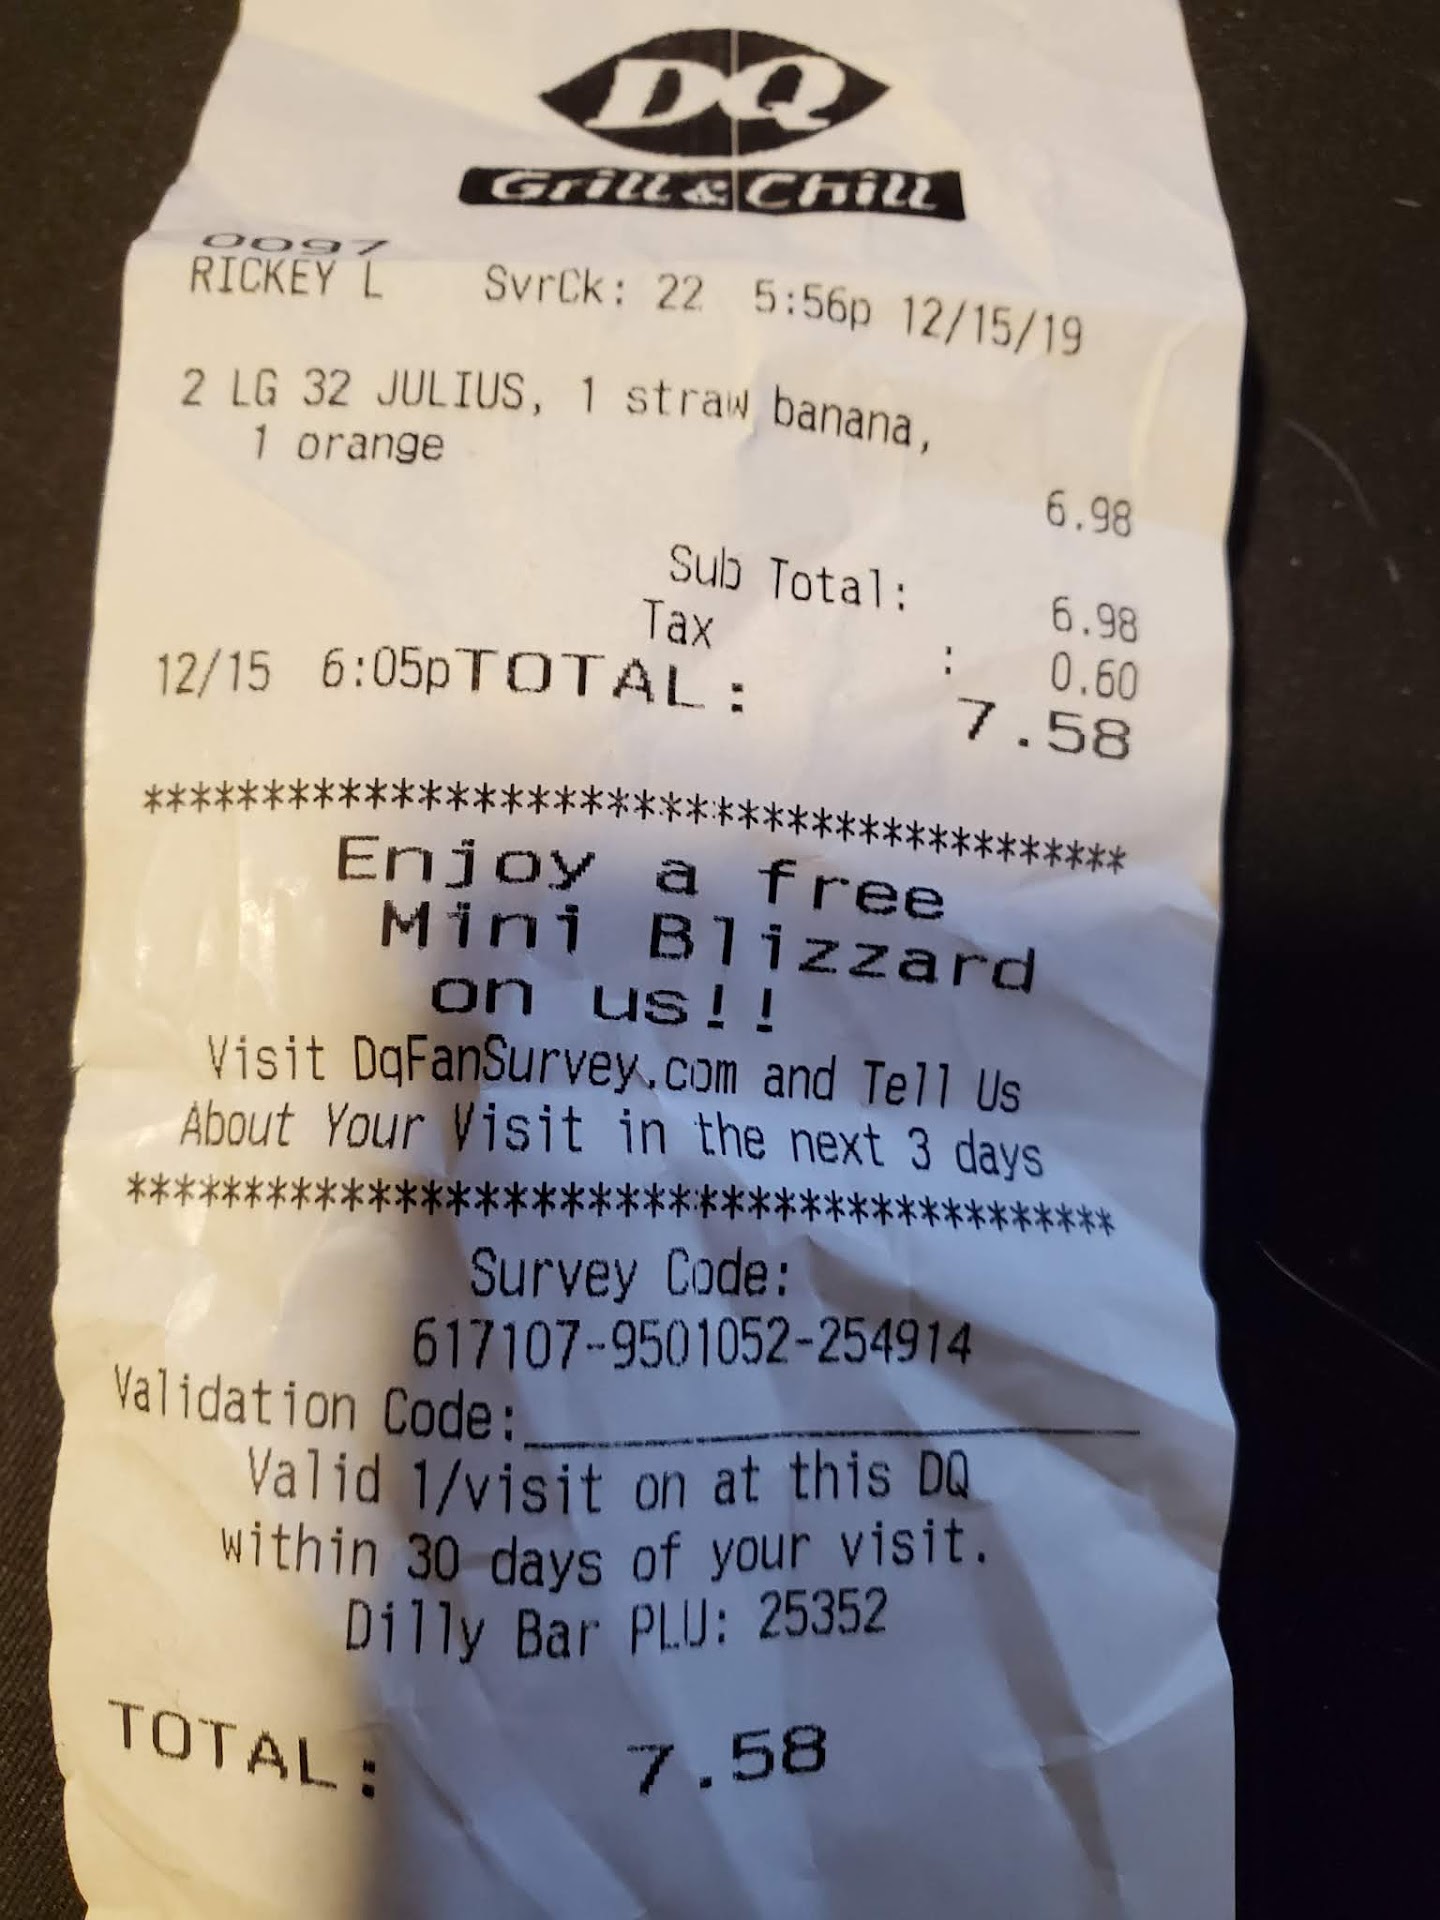 DQ
Grill & Chill
0097
RICKEY L SvrCk: 22 5:56p 12/15/19
2 LG 32 JULIUS, 1 straw banana,
1 orange
6.98
Sub Total: 6.98
Tax : 0.60
12/15 6:05pTOTAL: 7.58
****************************************
Enjoy a free
Mini Blizzard
on us!!
Visit DqFanSurvey.com and Tell Us
About Your Visit in the next 3 days
****************************************
Survey Code:
617107-9501052-254914
Validation Code:____________________
Valid 1/visit on at this DQ
within 30 days of your visit.
Dilly Bar PLU: 25352
TOTAL: 7.58